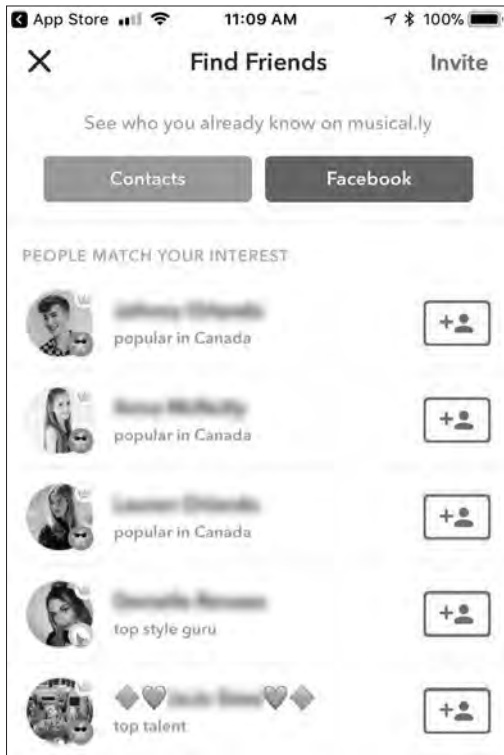 App Store 11:09 AM 100%
Find Friends Invite
See who you already know on musical.ly
Contacts Facebook
PEOPLE MATCH YOUR INTEREST
popular in Canada
popular in Canada
popular in Canada
top style guru
top talent